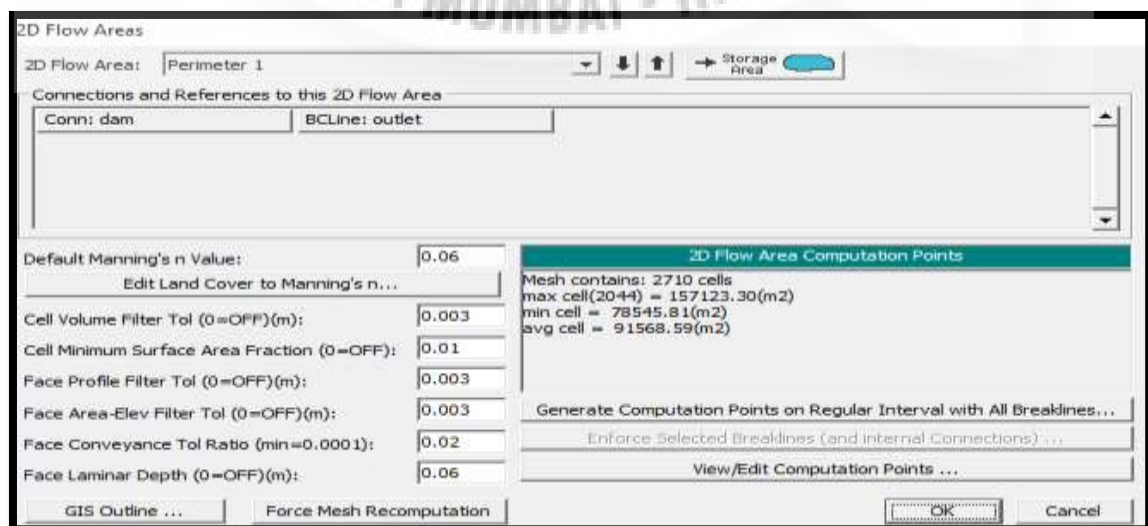 MUMBAI
2D Flow Areas
2D Flow Area: Perimeter 1 Storage Area
Connections and References to this 2D Flow Area
Conn: dam BCLine: outlet
Default Manning's n Value: 0.06
Edit Land Cover to Manning's n...
Cell Volume Filter Tol (0=OFF)(m): 0.003
Cell Minimum Surface Area Fraction (0=OFF): 0.01
Face Profile Filter Tol (0=OFF)(m): 0.003
Face Area-Elev Filter Tol (0=OFF)(m): 0.003
Face Conveyance Tol Ratio (min=0.0001): 0.02
Face Laminar Depth (0=OFF)(m): 0.06
GIS Outline ... Force Mesh Recomputation
2D Flow Area Computation Points
Mesh contains: 2710 cells
max cell(2044) = 157123.30(m2)
min cell = 78545.81(m2)
avg cell = 91568.59(m2)
Generate Computation Points on Regular Interval with All Breaklines...
Enforce Selected Breaklines (and internal Connections) ...
View/Edit Computation Points ...
OK Cancel